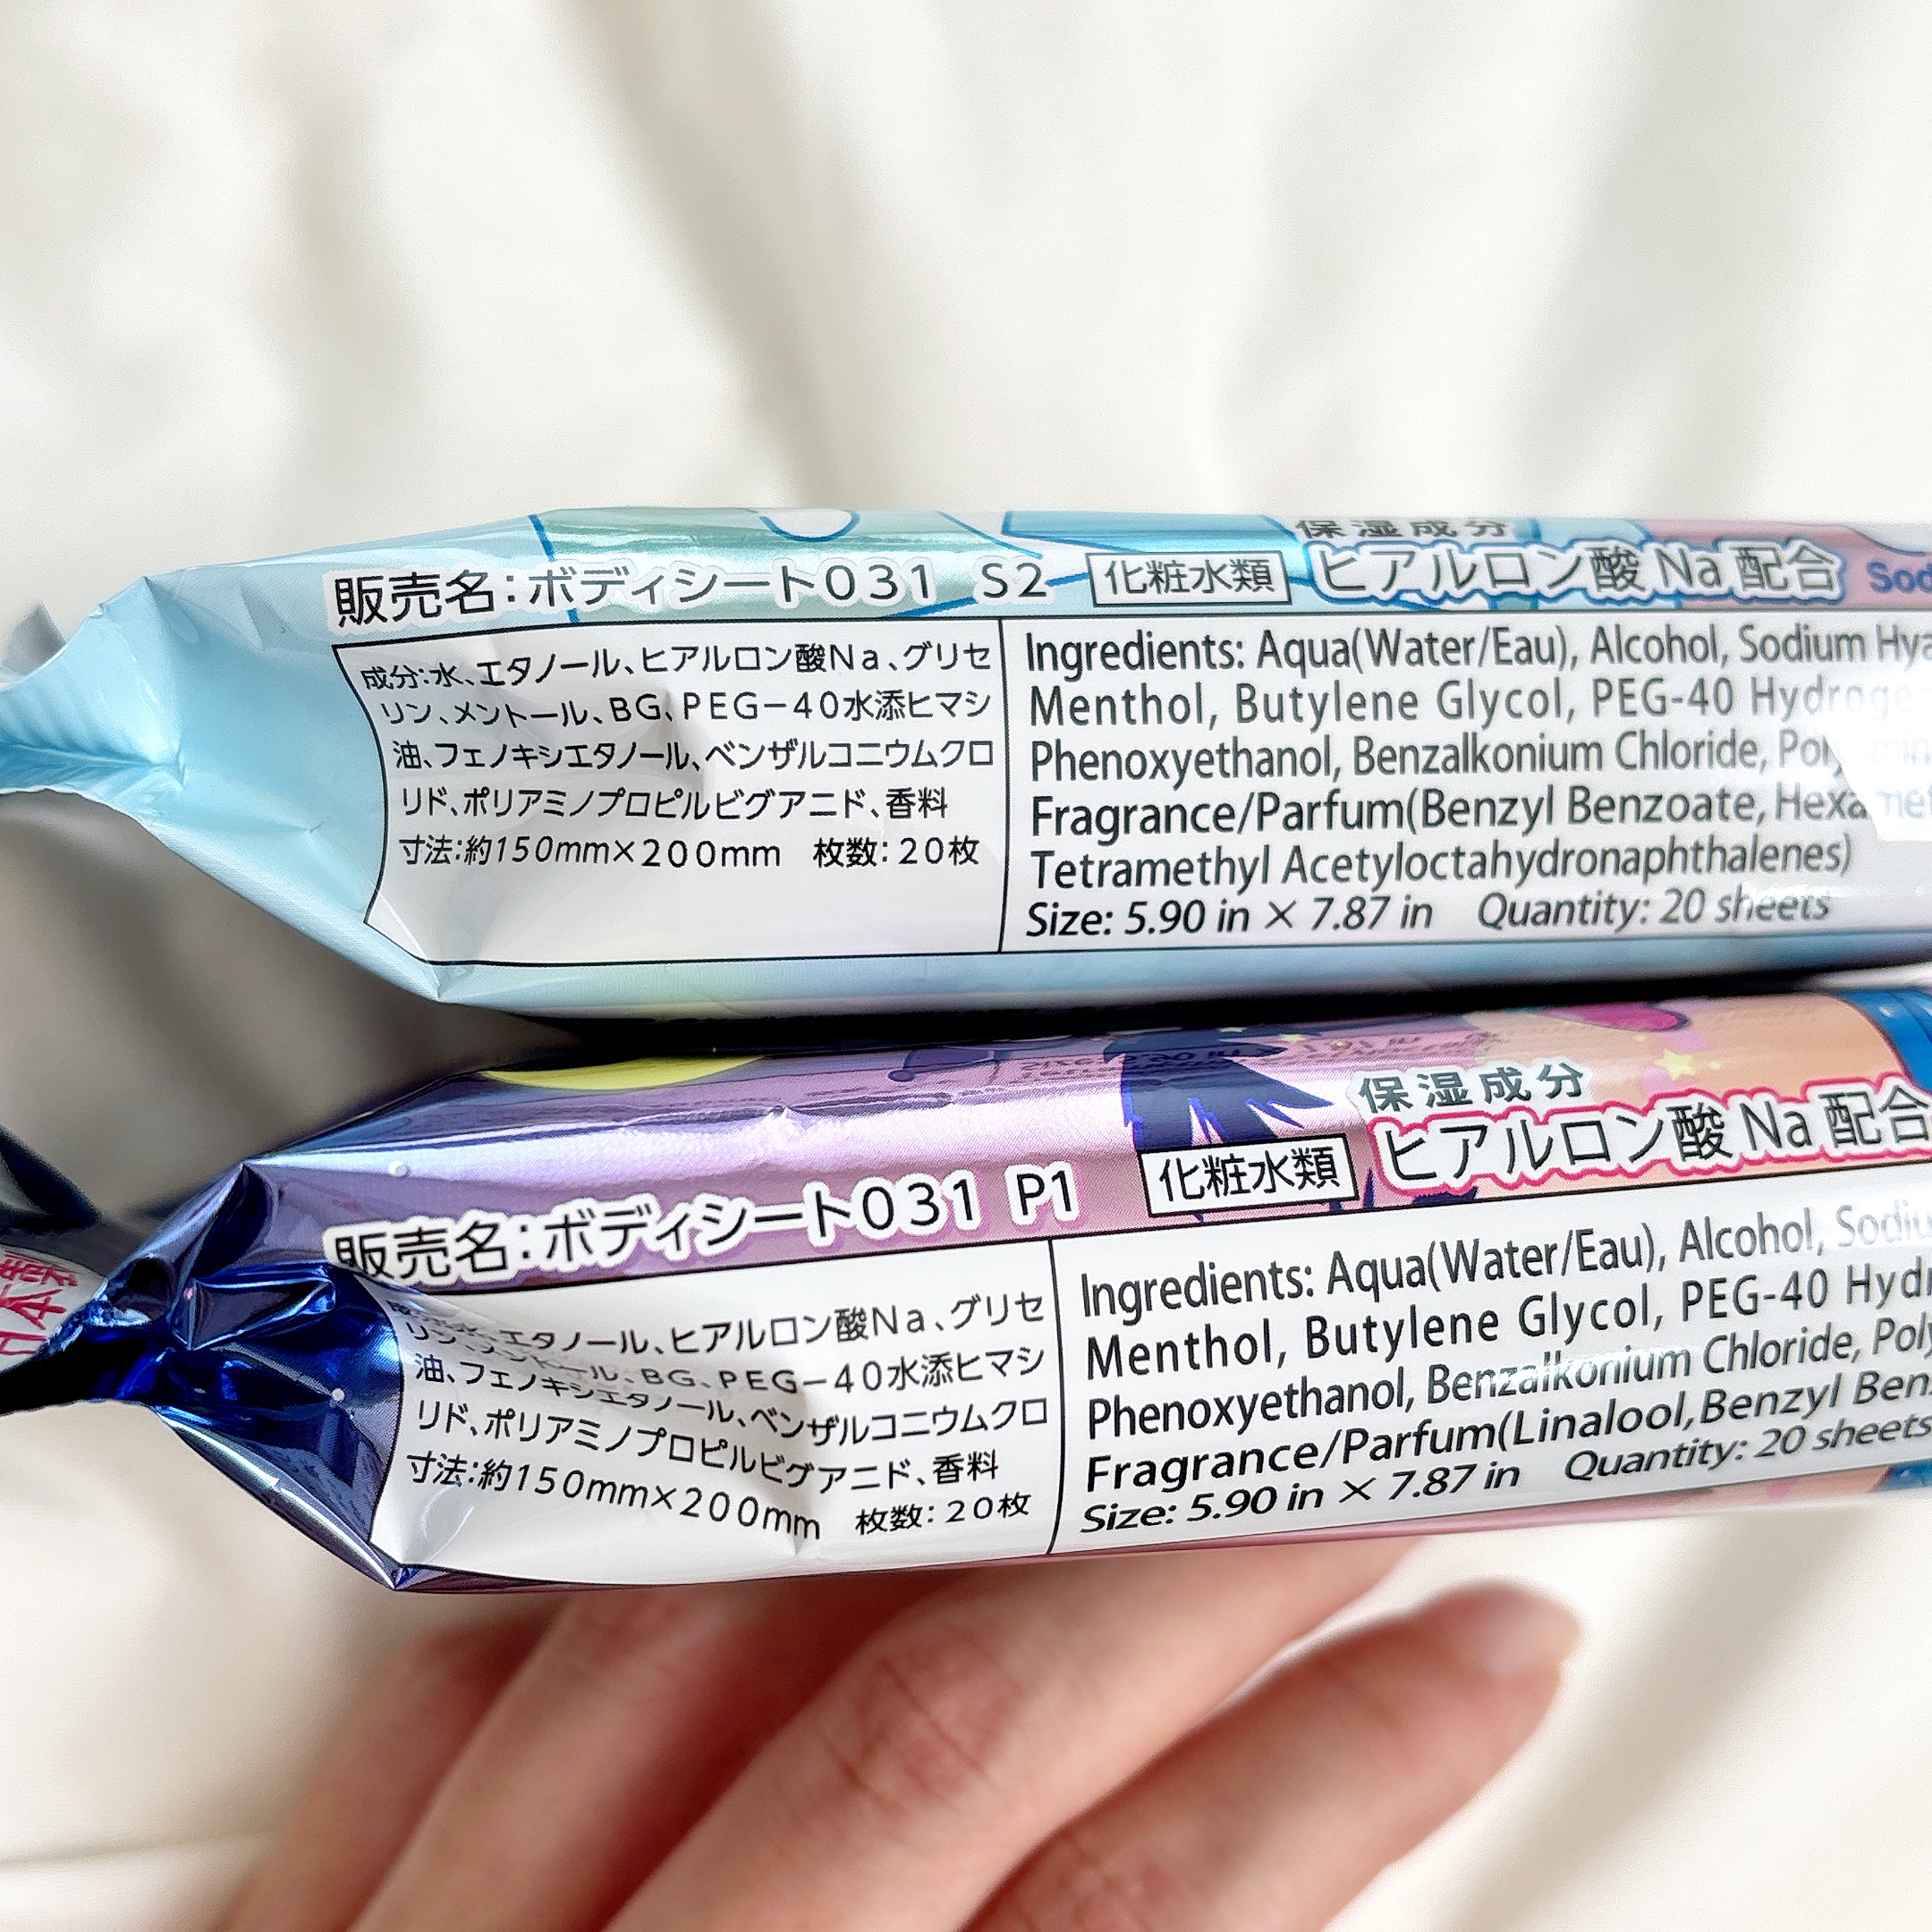 保湿成分
販売名：ボディシート031 S2 化粧水類 ヒアルロン酸Na配合
成分：水、エタノール、ヒアルロン酸Na、グリセ
リン、メントール、BG、PEG－40水添ヒマシ
油、フェノキシエタノール、ベンザルコニウムクロ
リド、ポリアミノプロピルビグアニド、香料
寸法：約150mm×200mm 枚数：20枚
Ingredients: Aqua(Water/Eau), Alcohol, Sodium
Menthol, Butylene Glycol, PEG-40
Phenoxyethanol, Benzalkonium Chloride,
Fragrance/Parfum(Benzyl Benzoate,
Tetramethyl Acetyloctahydronaphthalenes)
Size: 5.90 in × 7.87 in Quantity: 20 sheets
保湿成分
販売名：ボディシート031 P1 化粧水類 ヒアルロン酸Na配合
エタノール、ヒアルロン酸Na、グリセ
リン、メントール、BG、PEG－40水添ヒマシ
油、フェノキシエタノール、ベンザルコニウムクロ
リド、ポリアミノプロピルビグアニド、香料
寸法：約150mm×200mm 枚数：20枚
Ingredients: Aqua(Water/Eau), Alcohol,
Menthol, Butylene Glycol, PEG-40
Phenoxyethanol, Benzalkonium Chloride,
Fragrance/Parfum(Linalool, Benzyl
Size: 5.90 in × 7.87 in Quantity: 20 sheets